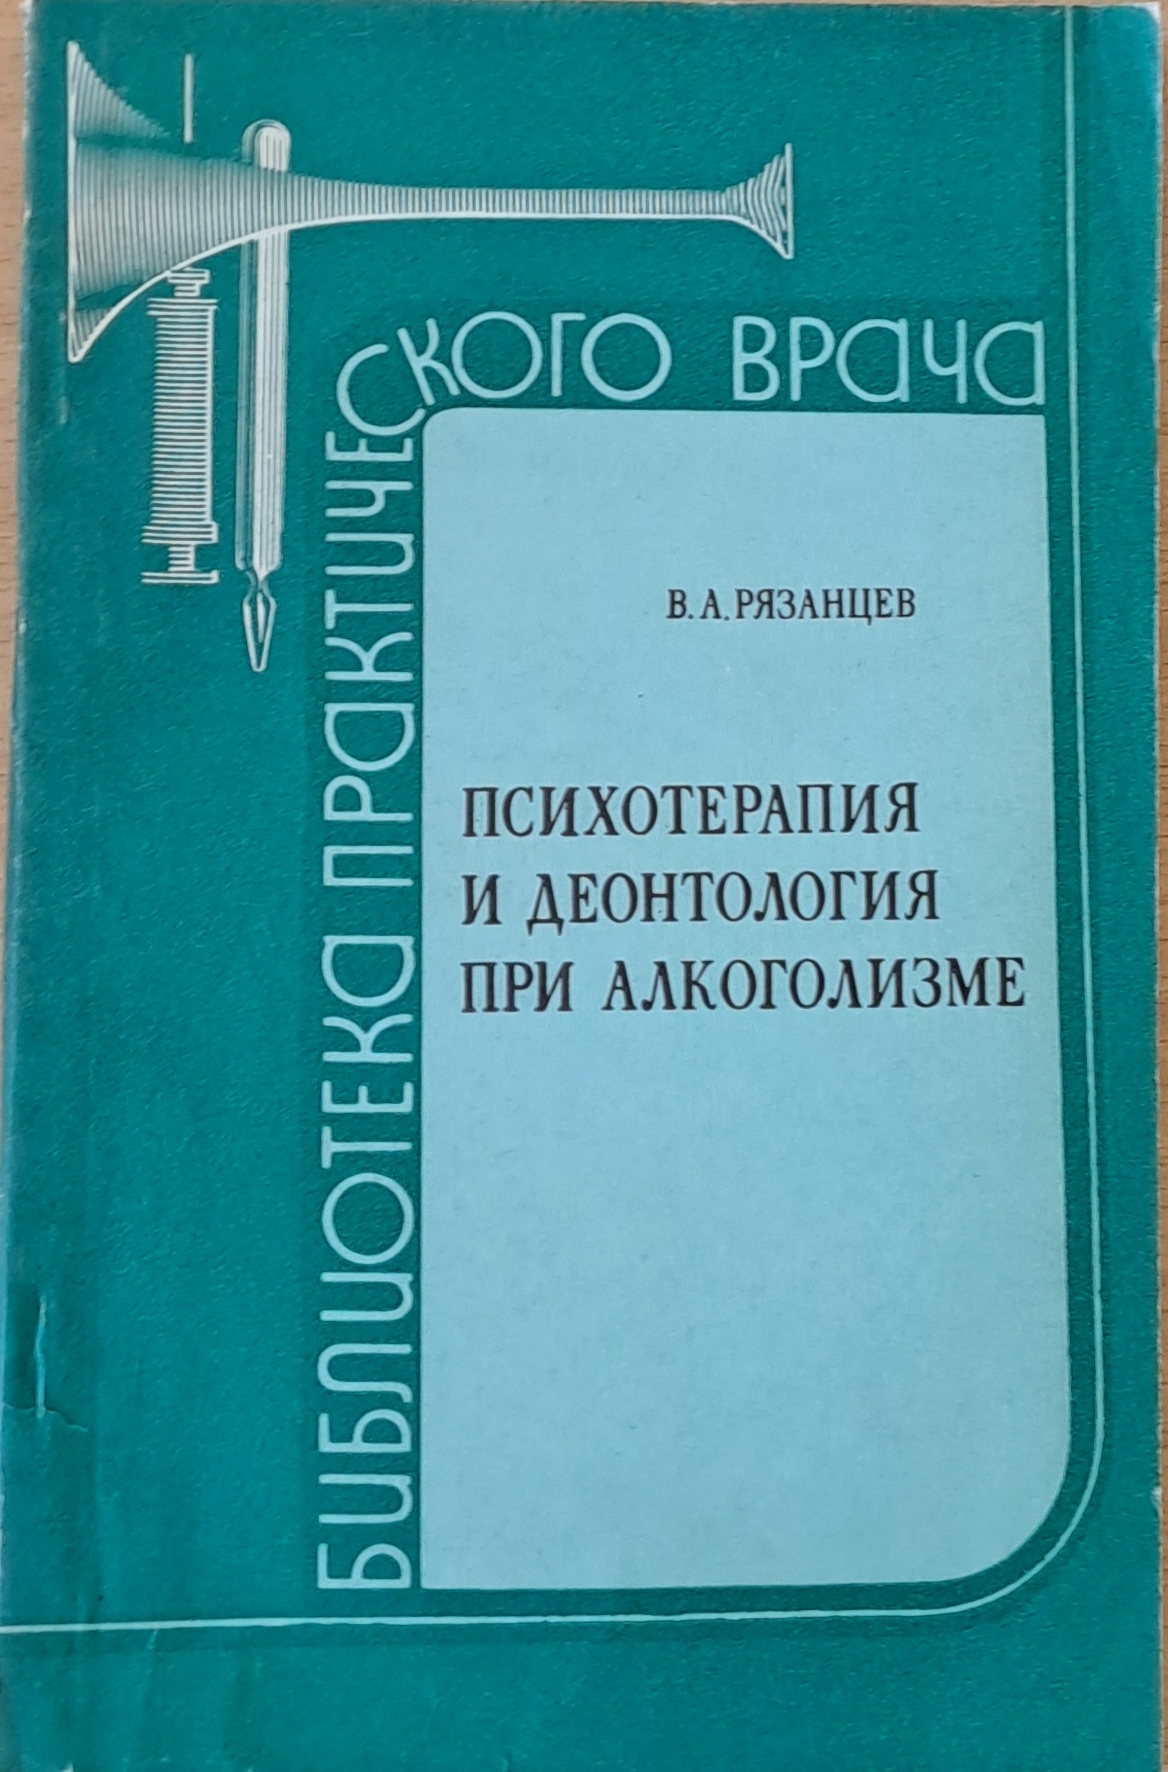 БИБЛИОТЕКА ПРАКТИЧЕСКОГО ВРАЧА
В. А. РЯЗАНЦЕВ
ПСИХОТЕРАПИЯ
И ДЕОНТОЛОГИЯ
ПРИ АЛКОГОЛИЗМЕ